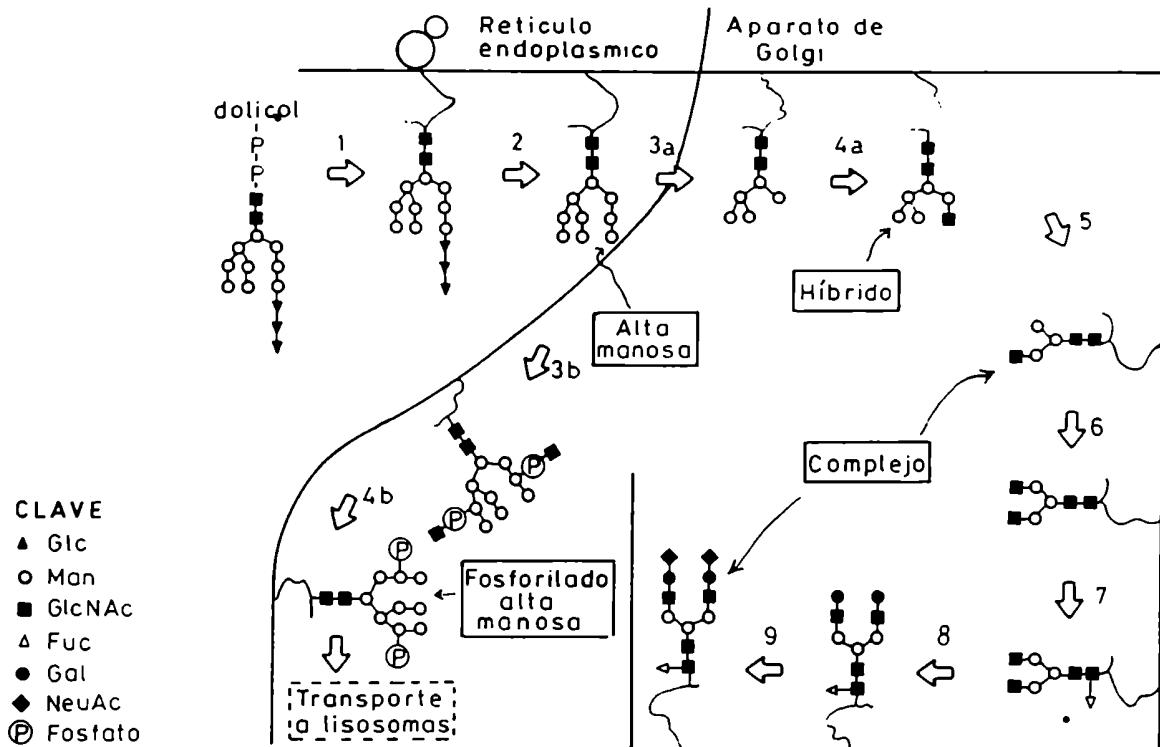 Retículo
endoplasmico
Aparato de
Golgi
dolicol
P
P
1
2
3a
4a
5
Híbrido
Alta
manosa
3b
P
P
4b
Complejo
6
CLAVE
Glc
Man
GlcNAc
Fuc
Gal
NeuAc
P Fosfato
P
P
Fosforilado
alta
manosa
Transporte
a lisosomas
7
8
9